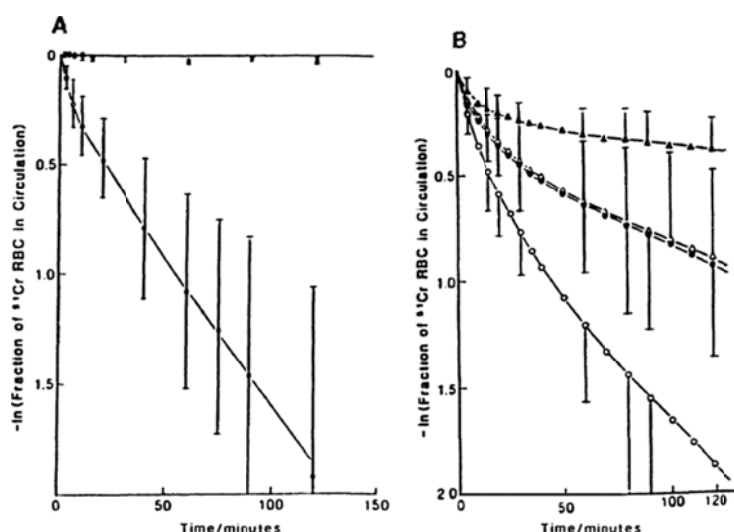 A
-ln (Fraction of ⁵¹Cr RBC In Circulation)
0
0.5
1.0
1.5
0
50
100
150
Time/minutes
B
-ln (Fraction of ⁵¹Cr RBC in Circulation)
0
0.5
1.0
1.5
2 0
0
50
100
120
Time/minutes